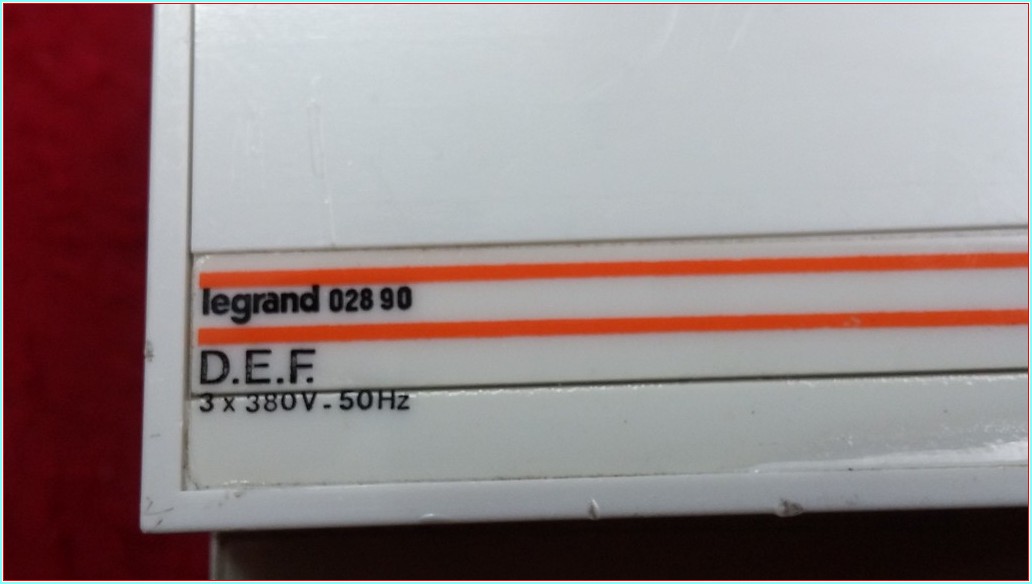 legrand 028 90
D.E.F.
3 x 380V - 50Hz